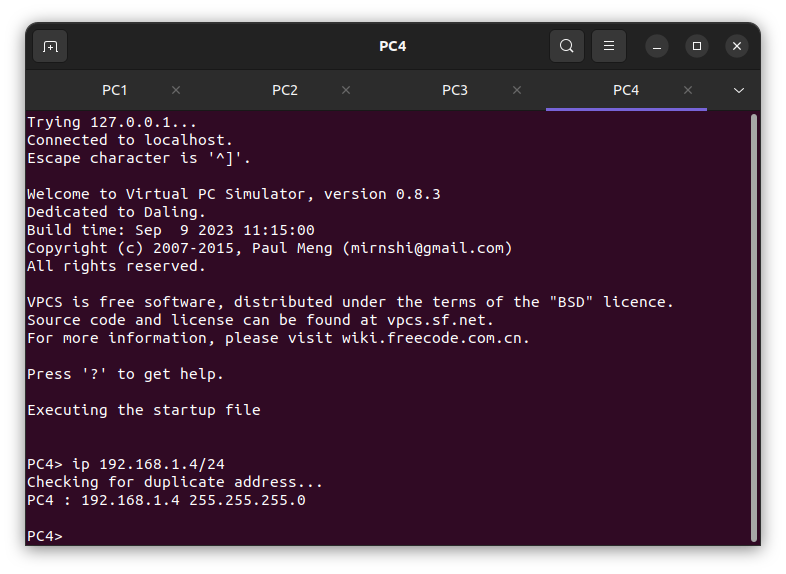 PC4
PC1
PC2
PC3
PC4
Trying 127.0.0.1...
Connected to localhost.
Escape character is '^]'.
Welcome to Virtual PC Simulator, version 0.8.3
Dedicated to Daling.
Build time: Sep  9 2023 11:15:00
Copyright (c) 2007-2015, Paul Meng (mirnshi@gmail.com)
All rights reserved.
VPCS is free software, distributed under the terms of the "BSD" licence.
Source code and license can be found at vpcs.sf.net.
For more information, please visit wiki.freecode.com.cn.
Press '?' to get help.
Executing the startup file
PC4> ip 192.168.1.4/24
Checking for duplicate address...
PC4 : 192.168.1.4 255.255.255.0
PC4>